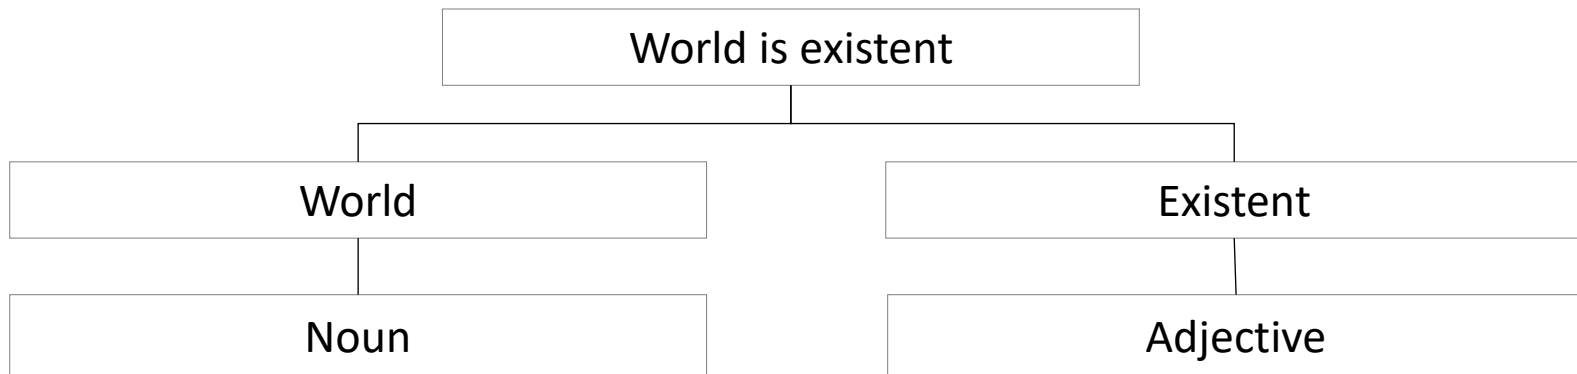 World is existent
World
Existent
Noun
Adjective